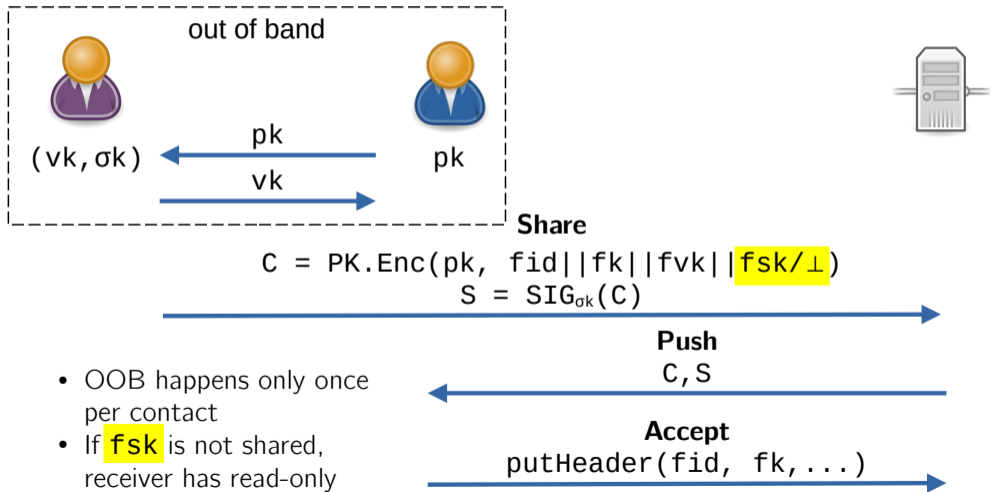 out of band
pk
(vk,σk)
pk
vk
Share
C = PK.Enc(pk, fid||fk||fvk||fsk/⊥)
S = SIGσk(C)
Push
C,S
• OOB happens only once
per contact
• If fsk is not shared,
receiver has read-only
Accept
putHeader(fid, fk,...)